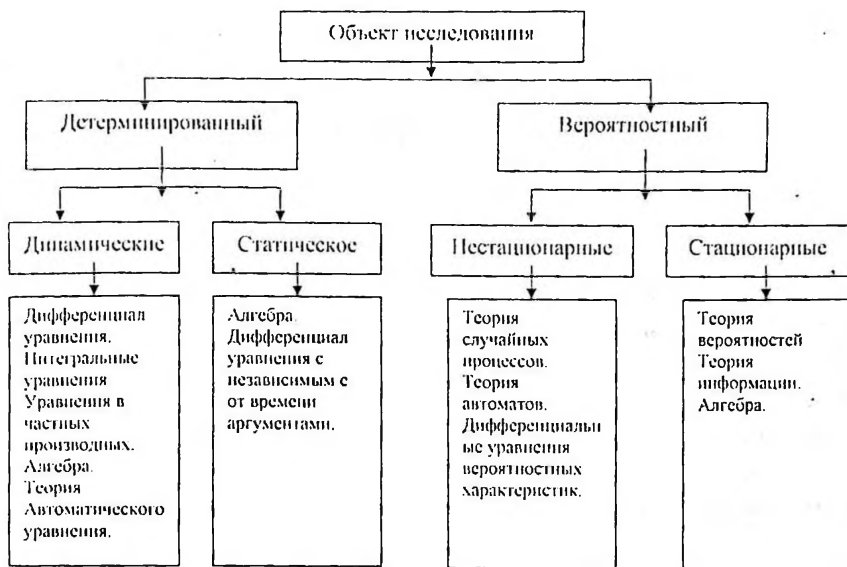 Объект исследования
Детерминированный
Вероятностный
Динамические
Статическое
Нестационарные
Стационарные
Дифференциал
уравнения.
Интегральные
уравнения
Уравнения в
частных
производных.
Алгебра.
Теория
Автоматического
уравнения.
Алгебра.
Дифференциал
уравнения с
независимым с
от времени
аргументами.
Теория
случайных
процессов.
Теория
автоматов.
Дифференциальн
ые уравнения
вероятностных
характеристик.
Теория
вероятностей
Теория
информации.
Алгебра.